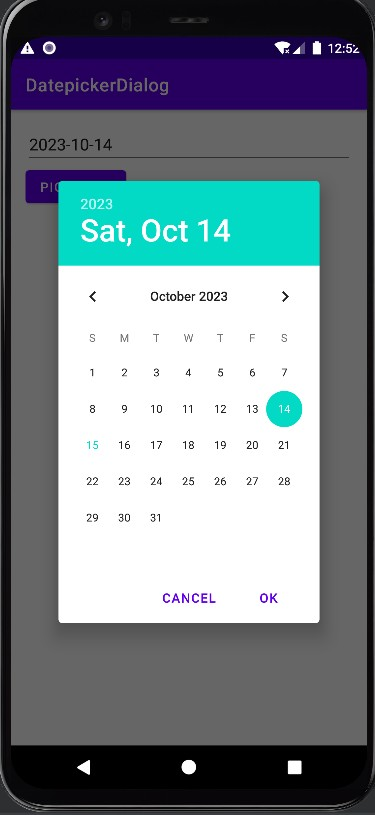 12:52
DatepickerDialog
2023-10-14
2023
Sat, Oct 14
October 2023
S M T W T F S
1 2 3 4 5 6 7
8 9 10 11 12 13 14
15 16 17 18 19 20 21
22 23 24 25 26 27 28
29 30 31
CANCEL OK